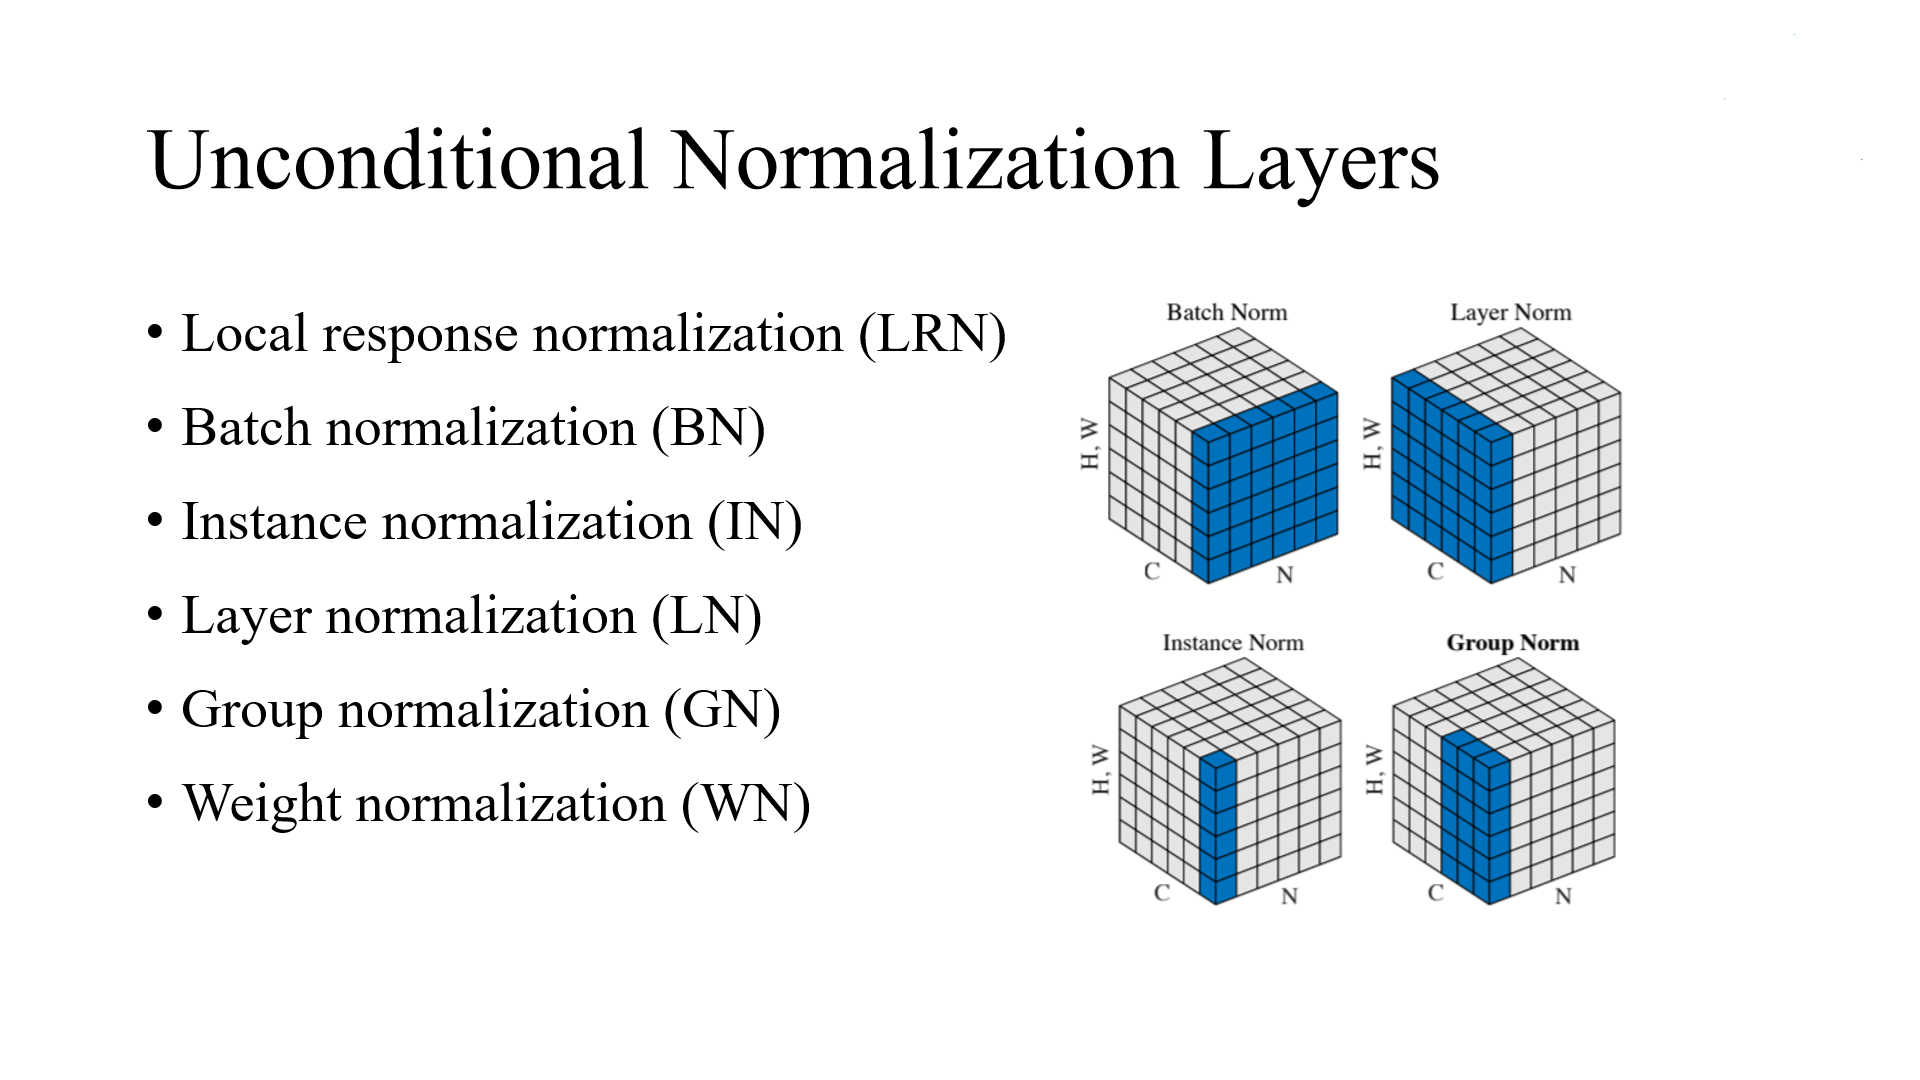 Unconditional Normalization Layers
• Local response normalization (LRN)
• Batch normalization (BN)
• Instance normalization (IN)
• Layer normalization (LN)
• Group normalization (GN)
• Weight normalization (WN)
Batch Norm
H, W
C
N
Layer Norm
H, W
C
N
Instance Norm
H, W
C
N
Group Norm
H, W
C
N